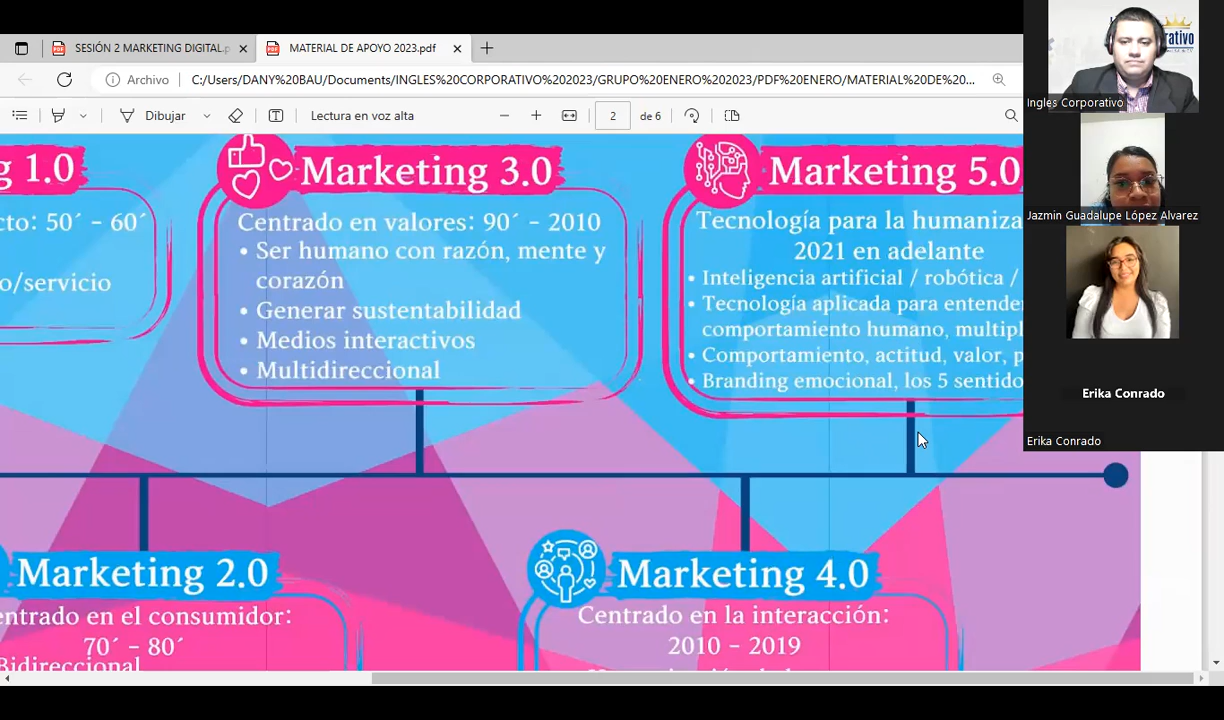 SESIÓN 2 MARKETING DIGITAL.p
MATERIAL DE APOYO 2023.pdf
Archivo
C:/Users/DANY%20BAU/Documents/INGLES%20CORPORATIVO%202023/GRUPO%20ENERO%202023/PDF%20ENERO/MATERIAL%20DE%20...
Dibujar
Lectura en voz alta
2
de 6
g 1.0
cto: 50´ - 60´
o/servicio
Marketing 3.0
Centrado en valores: 90´ - 2010
• Ser humano con razón, mente y
corazón
• Generar sustentabilidad
• Medios interactivos
• Multidireccional
Marketing 5.0
Tecnología para la humaniza
2021 en adelante
• Inteligencia artificial / robótica /
• Tecnología aplicada para entende
comportamiento humano, multipl
• Comportamiento, actitud, valor, p
• Branding emocional, los 5 sentido
Marketing 2.0
entrado en el consumidor:
70´ - 80´
Bidireccional
Marketing 4.0
Centrado en la interacción:
2010 - 2019
rativo
Inglés Corporativo
Jazmin Guadalupe López Alvarez
Erika Conrado
Erika Conrado